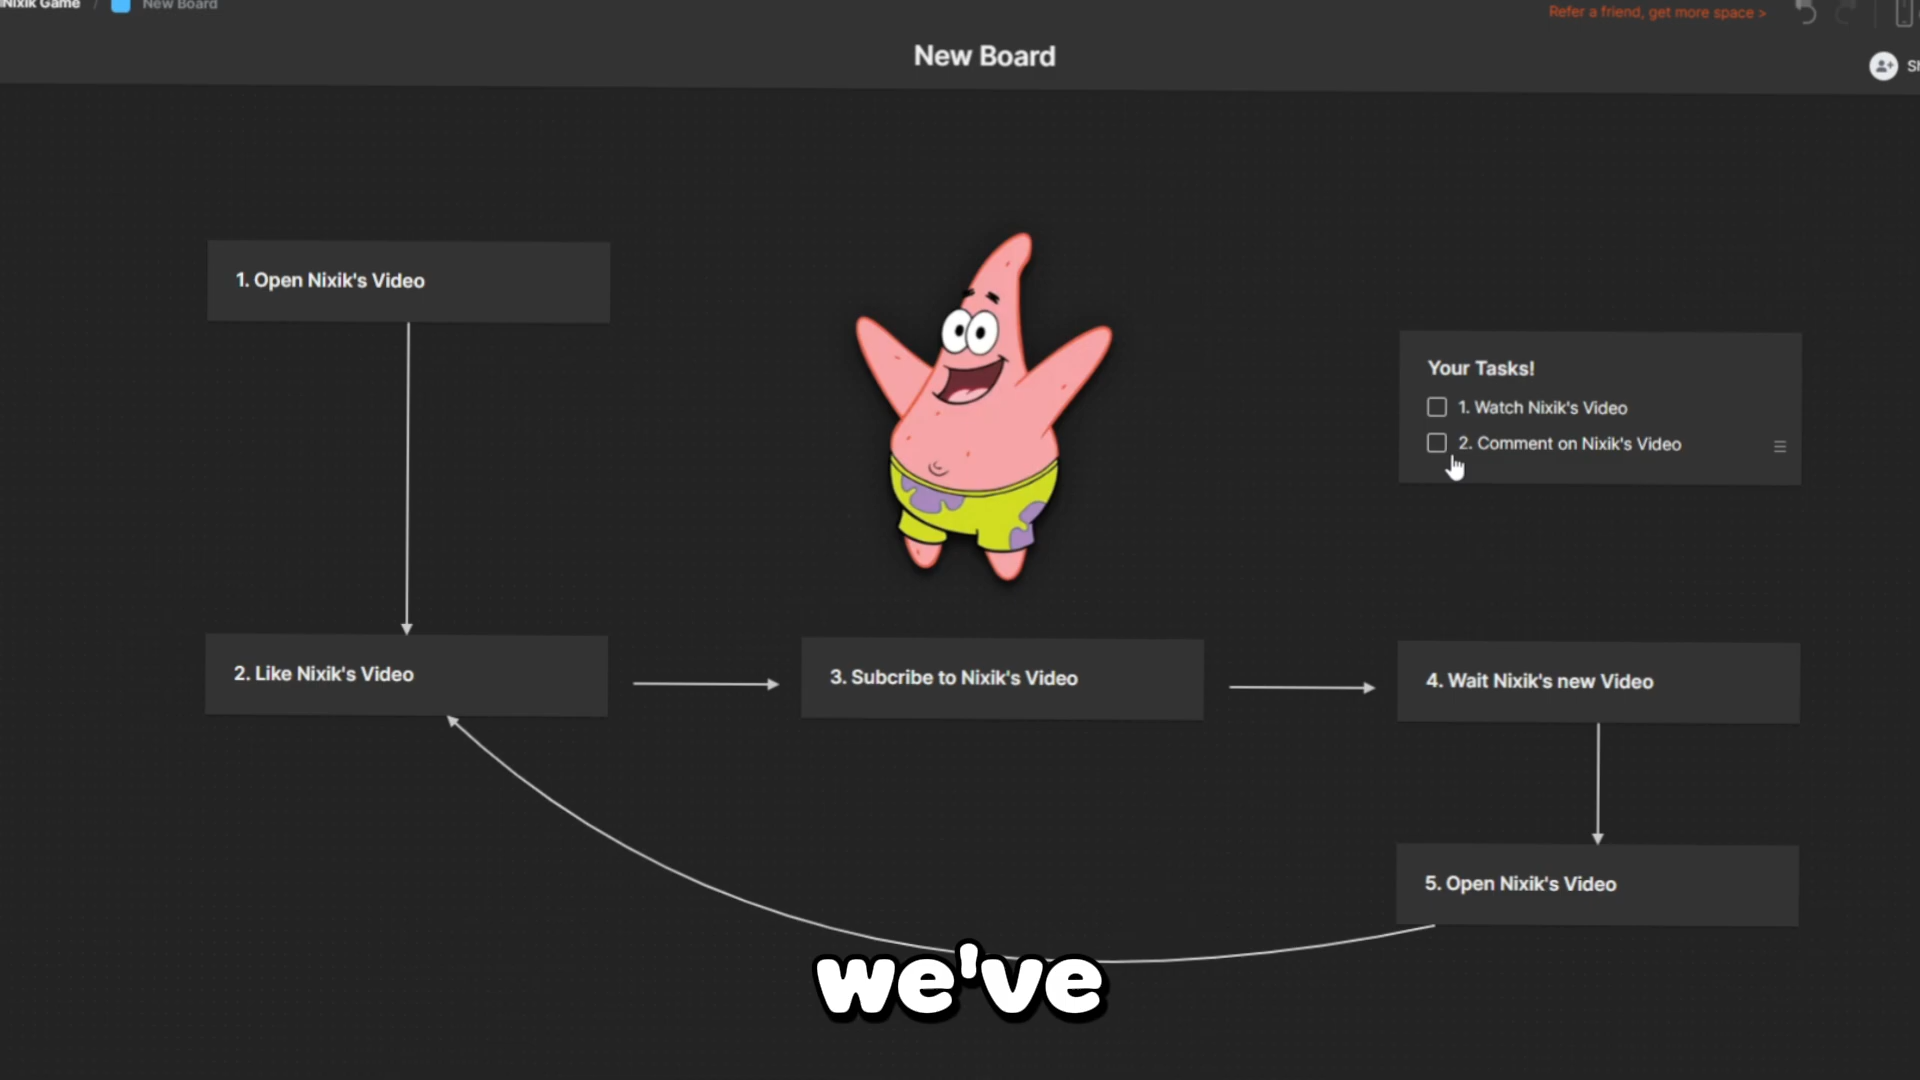 Nixik Game / New Board
Refer a friend, get more space >
New Board
1. Open Nixik's Video
Your Tasks!
1. Watch Nixik's Video
2. Comment on Nixik's Video
2. Like Nixik's Video
3. Subcribe to Nixik's Video
4. Wait Nixik's new Video
5. Open Nixik's Video
we've